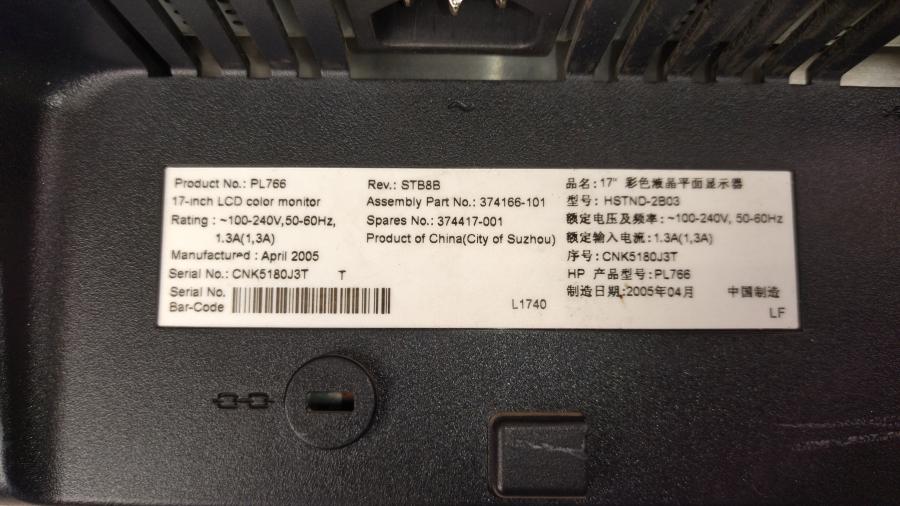 Product No.: PL766
17-inch LCD color monitor
Rating : ~100-240V,50-60Hz,
1.3A(1,3A)
Manufactured : April 2005
Serial No.: CNK5180J3T T
Serial No.
Bar-Code
Rev.: STB8B
Assembly Part No.: 374166-101
Spares No.: 374417-001
Product of China(City of Suzhou)
L1740
品名:17" 彩色液晶平面显示器
型号: HSTND-2B03
额定电压及频率: ~100-240V, 50-60Hz
额定输入电流:1.3A(1,3A)
序号: CNK5180J3T
HP 产品型号:PL766
制造日期:2005年04月 中国制造
LF